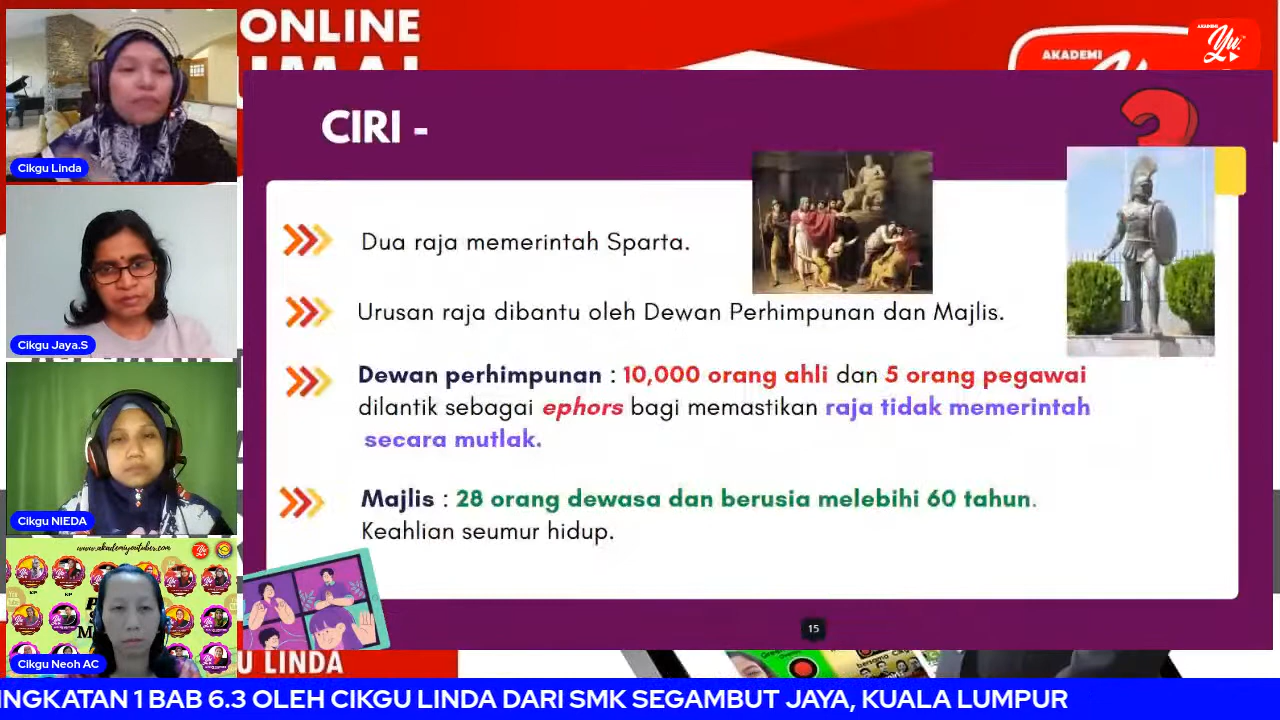 ONLINE
AKADEMI
AKADEMI
Yu.
CIRI -
Dua raja memerintah Sparta.
Urusan raja dibantu oleh Dewan Perhimpunan dan Majlis.
Dewan perhimpunan : 10,000 orang ahli dan 5 orang pegawai
dilantik sebagai ephors bagi memastikan raja tidak memerintah
secara mutlak.
Majlis : 28 orang dewasa dan berusia melebihi 60 tahun.
Keahlian seumur hidup.
15
Cikgu Linda
Cikgu Jaya.S
Cikgu NIEDA
www.akademiyoutuber.com
Cikgu Neoh AC
U LINDA
INGKATAN 1 BAB 6.3 OLEH CIKGU LINDA DARI SMK SEGAMBUT JAYA, KUALA LUMPUR